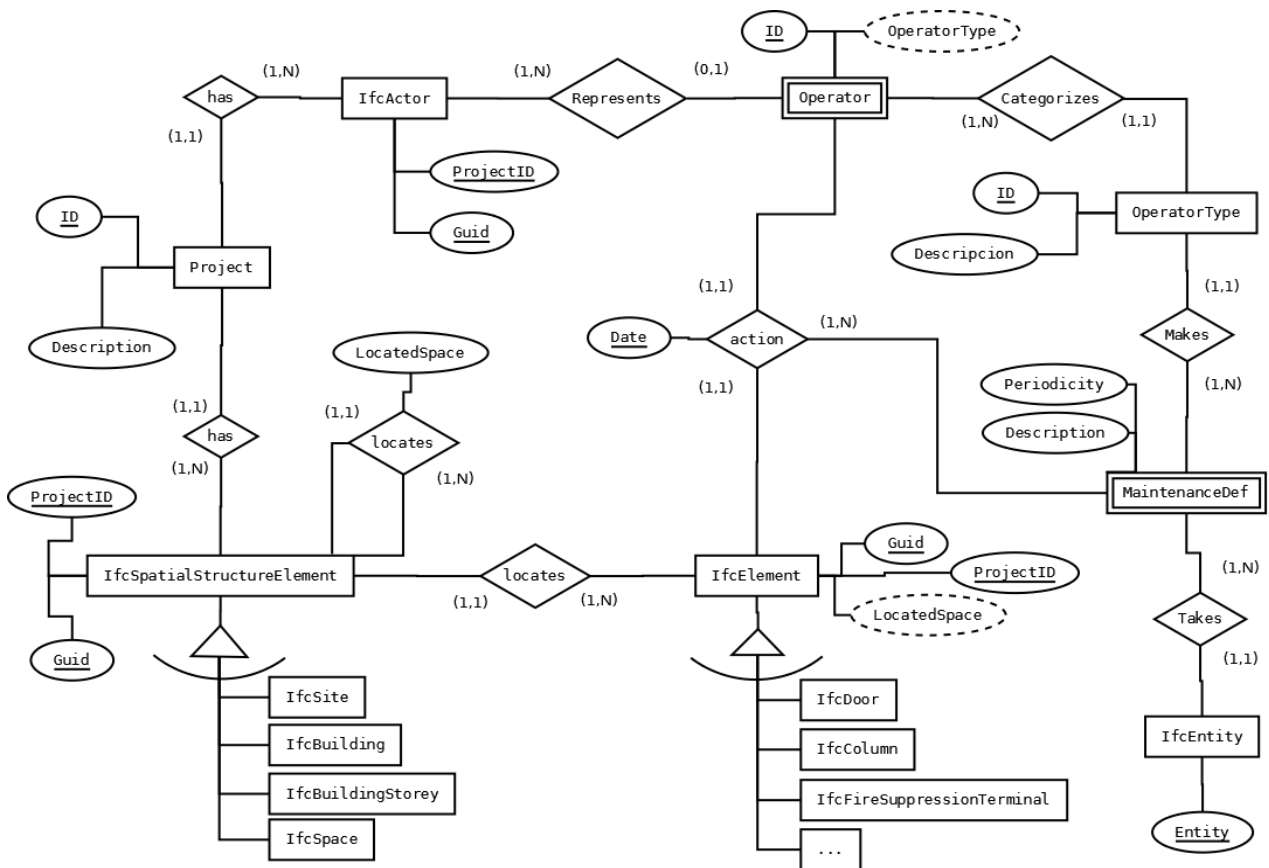 ID
OperatorType
(1,N)
(1,N)
(0,1)
has
IfcActor
Represents
Operator
Categorizes
(1,1)
(1,N)
(1,1)
ProjectID
ID
ID
OperatorType
Guid
Descripcion
Project
(1,1)
(1,1)
Description
Date
action
(1,N)
Makes
LocatedSpace
(1,1)
(1,N)
Periodicity
(1,1)
(1,1)
has
locates
Description
(1,N)
(1,N)
ProjectID
MaintenanceDef
Guid
(1,N)
IfcSpatialStructureElement
locates
IfcElement
ProjectID
(1,1)
(1,N)
LocatedSpace
Takes
Guid
(1,1)
IfcSite
IfcDoor
IfcBuilding
IfcColumn
IfcEntity
IfcBuildingStorey
IfcFireSuppressionTerminal
IfcSpace
...
Entity